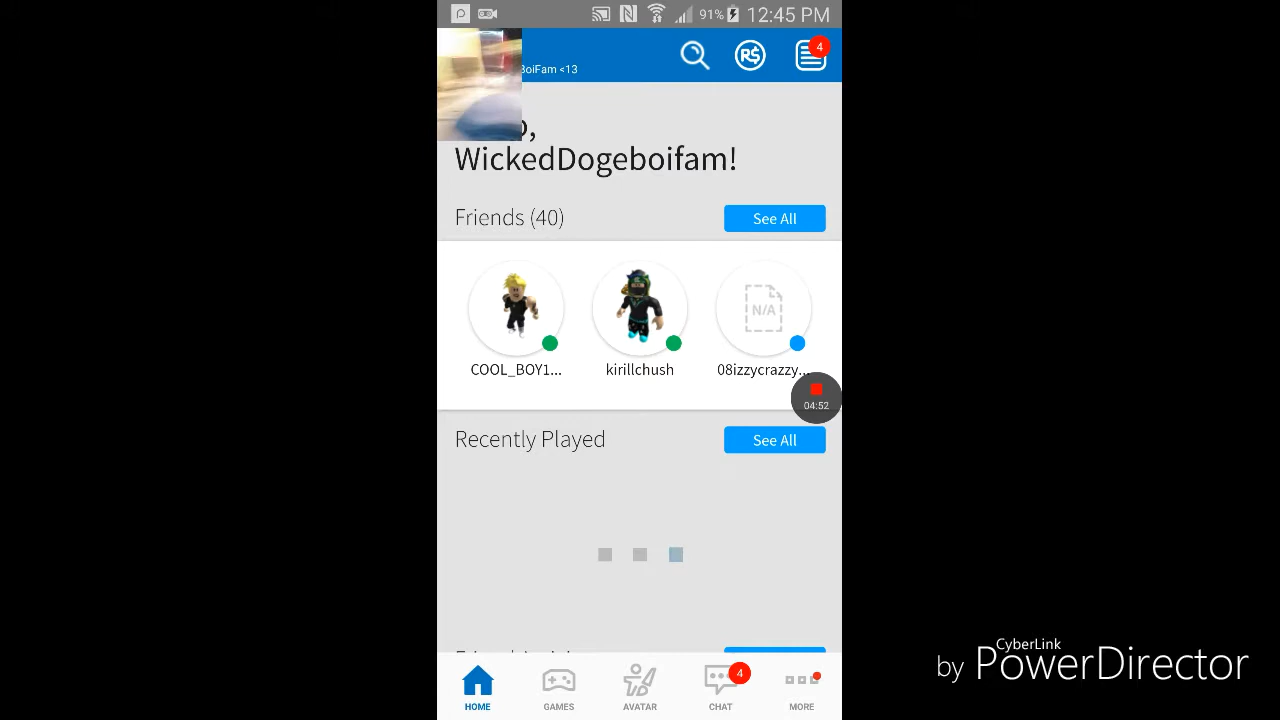 91% 12:45 PM
R$ 4
BoiFam <13
o,
WickedDogeboifam!
Friends (40) See All
N/A
COOL_BOY1... kirillchush 08izzycrazzy...
04:52
Recently Played See All
CyberLink
by PowerDirector
4
HOME GAMES AVATAR CHAT MORE